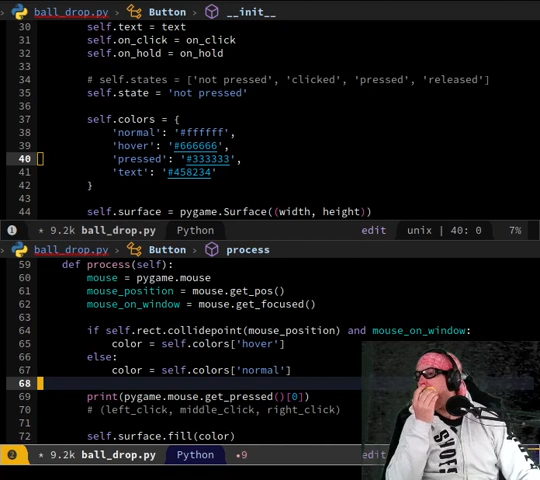 ball_drop.py › Button › __init__
30 self.text = text
31 self.on_click = on_click
32 self.on_hold = on_hold
33
34 # self.states = ['not pressed', 'clicked', 'pressed', 'released']
35 self.state = 'not pressed'
36
37 self.colors = {
38 'normal': '#ffffff',
39 'hover': '#666666',
40 'pressed': '#333333',
41 'text': '#458234'
42 }
43
44 self.surface = pygame.Surface((width, height))
1 * 9.2k ball_drop.py Python edit unix | 40: 0 7%
ball_drop.py › Button › process
59 def process(self):
60 mouse = pygame.mouse
61 mouse_position = mouse.get_pos()
62 mouse_on_window = mouse.get_focused()
63
64 if self.rect.collidepoint(mouse_position) and mouse_on_window:
65 color = self.colors['hover']
66 else:
67 color = self.colors['normal']
68
69 print(pygame.mouse.get_pressed()[0])
70 # (left_click, middle_click, right_click)
71
72 self.surface.fill(color)
2 * 9.2k ball_drop.py Python •9 edit